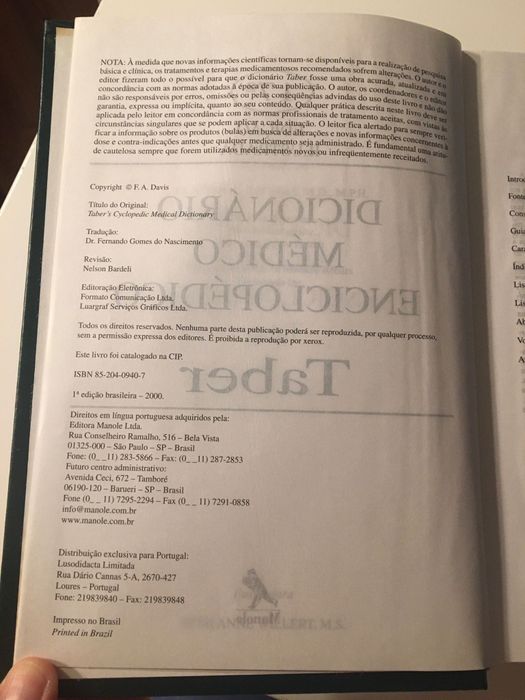 NOTA: À medida que novas informações científicas tornam-se disponíveis para a realização de pesquisa
básica e clínica, os tratamentos e terapias medicamentosos recomendados sofrem alterações. O autor e o
editor fizeram todo o possível para que o dicionário Taber fosse uma obra acurada, atualizada e em
concordância com as normas adotadas à época de sua publicação. O autor, os coordenadores e o editor
não são responsáveis por erros, omissões ou pelas conseqüências advindas do uso deste livro e não dão
garantia, expressa ou implícita, quanto ao seu conteúdo. Qualquer prática descrita neste livro deve ser
aplicada pelo leitor em concordância com as normas profissionais de tratamento aceitas, com vistas às
circunstâncias singulares que se podem aplicar a cada situação. O leitor fica alertado para sempre veri-
ficar a informação sobre os produtos (bulas) em busca de alterações e novas informações concernentes à
dose e contra-indicações antes que qualquer medicamento seja administrado. É fundamental uma atitu-
de cautelosa sempre que forem utilizados medicamentos novos ou infreqüentemente receitados.
Copyright © F. A. Davis
Título do Original:
Taber's Cyclopedic Medical Dictionary
Tradução:
Dr. Fernando Gomes do Nascimento
Revisão:
Nelson Bardeli
Editoração Eletrônica:
Formato Comunicação Ltda.
Luargraf Serviços Gráficos Ltda.
Todos os direitos reservados. Nenhuma parte desta publicação poderá ser reproduzida, por qualquer processo,
sem a permissão expressa dos editores. É proibida a reprodução por xerox.
Este livro foi catalogado na CIP.
ISBN 85-204-0940-7
1ª edição brasileira – 2000.
Direitos em língua portuguesa adquiridos pela:
Editora Manole Ltda.
Rua Conselheiro Ramalho, 516 – Bela Vista
01325-000 – São Paulo – SP – Brasil
Fone: (0_ _11) 283-5866 – Fax: (0_ _11) 287-2853
Futuro centro administrativo:
Avenida Ceci, 672 – Tamboré
06190-120 – Barueri – SP – Brasil
Fone (0_ _ 11) 7295-2294 – Fax (0_ _ 11) 7291-0858
info@manole.com.br
www.manole.com.br
Distribuição exclusiva para Portugal:
Lusodidacta Limitada
Rua Dário Cannas 5-A, 2670-427
Loures – Portugal
Fone: 219839840 – Fax: 219839848
Impresso no Brasil
Printed in Brazil
DICIONÁRIO
MÉDICO
ENCICLOPÉDICO
Taber
Manole